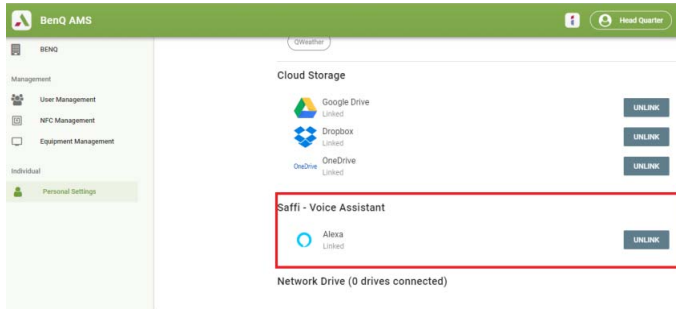 BenQ AMS
Head Quarter
BENQ
Management
User Management
NFC Management
Equipment Management
Individual
Personal Settings
QWeather
Cloud Storage
Google Drive
Linked
UNLINK
Dropbox
Linked
UNLINK
OneDrive
OneDrive
Linked
UNLINK
Saffi - Voice Assistant
Alexa
Linked
UNLINK
Network Drive (0 drives connected)